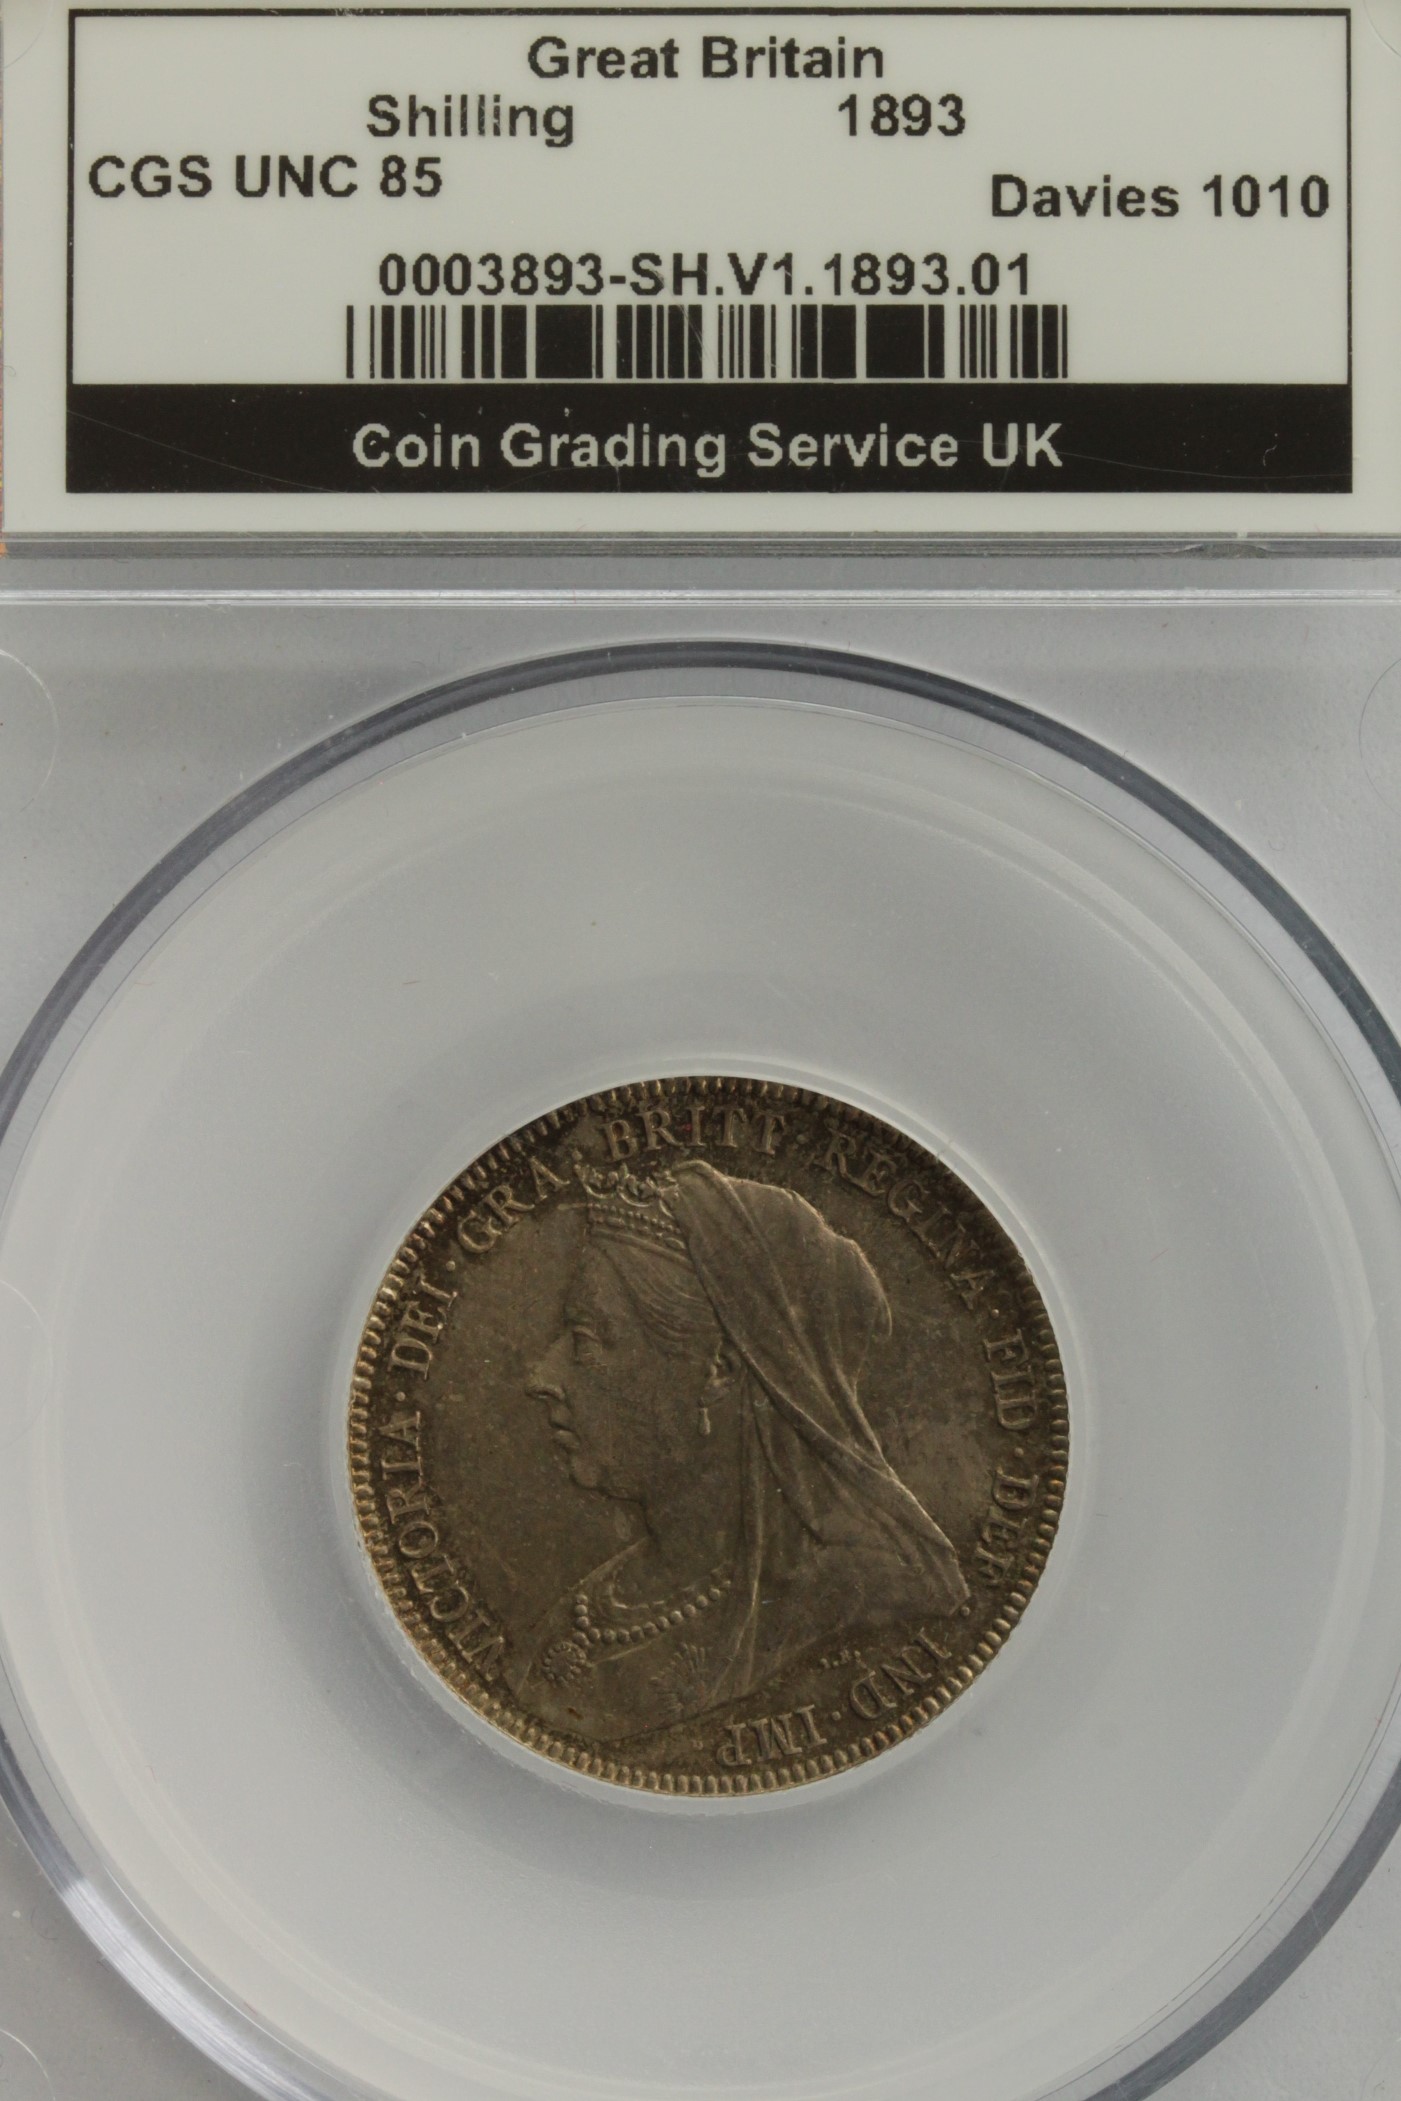 Great Britain
Shilling 1893
CGS UNC 85
Davies 1010
0003893-SH.V1.1893.01
Coin Grading Service UK
VICTORIA · DEI · GRA · BRITT · REGINA · FID · DEF · IND · IMP ·
T.B.